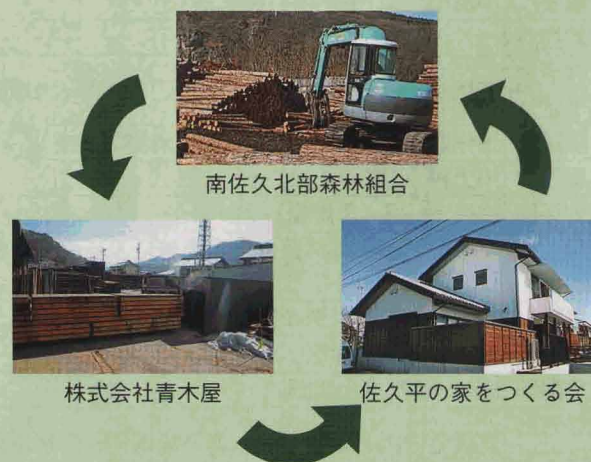 南佐久北部森林組合
株式会社青木屋
佐久平の家をつくる会